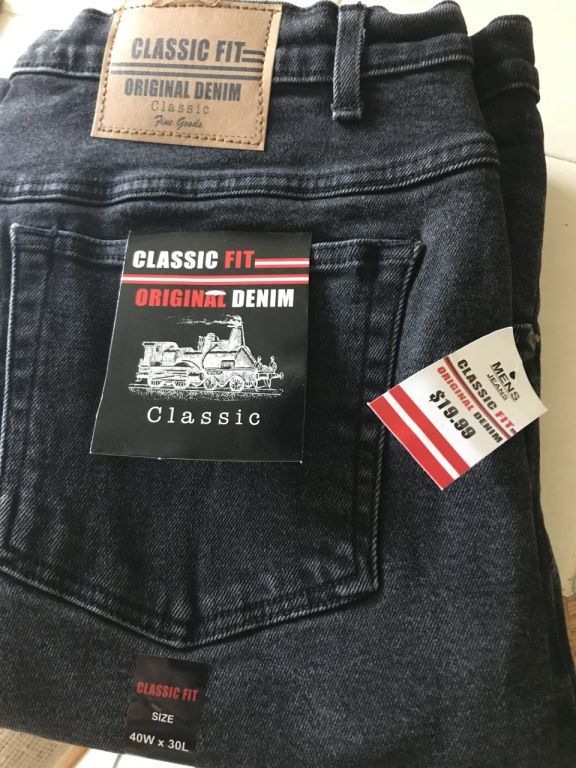 CLASSIC FIT
ORIGINAL DENIM
Classic
Fine Goods
CLASSIC FIT
ORIGINAL DENIM
Classic
MENS
JEANS
CLASSIC FIT
ORIGINAL DENIM
$19.99
CLASSIC FIT
SIZE
40W x 30L